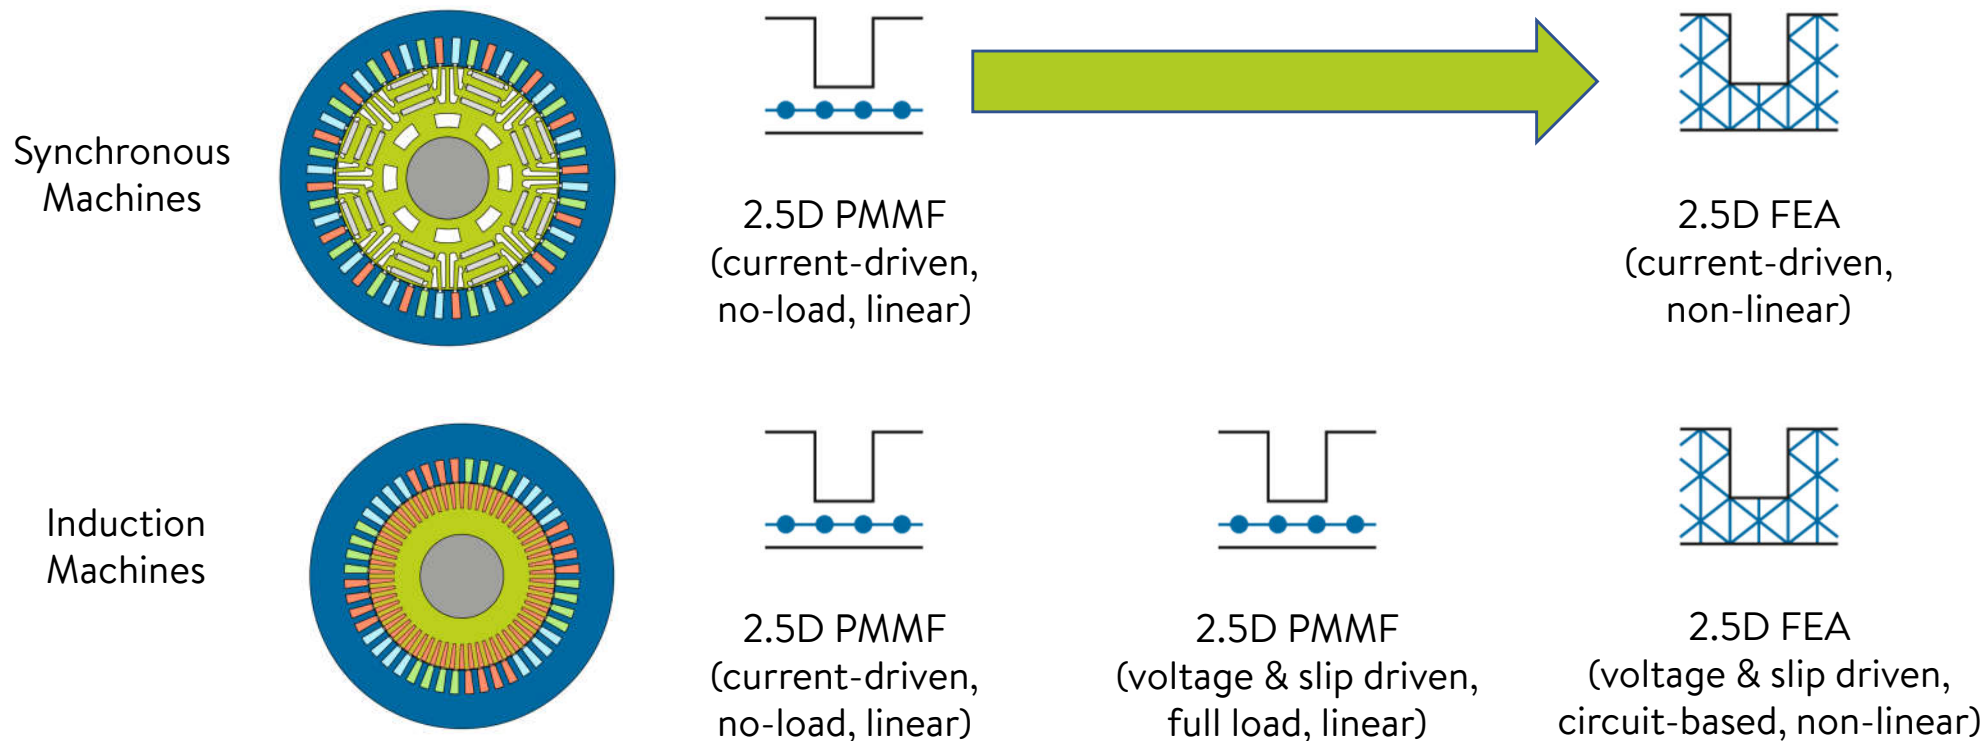 Synchronous
Machines
2.5D PMMF
(current-driven,
no-load, linear)
2.5D FEA
(current-driven,
non-linear)
Induction
Machines
2.5D PMMF
(current-driven,
no-load, linear)
2.5D PMMF
(voltage & slip driven,
full load, linear)
2.5D FEA
(voltage & slip driven,
circuit-based, non-linear)